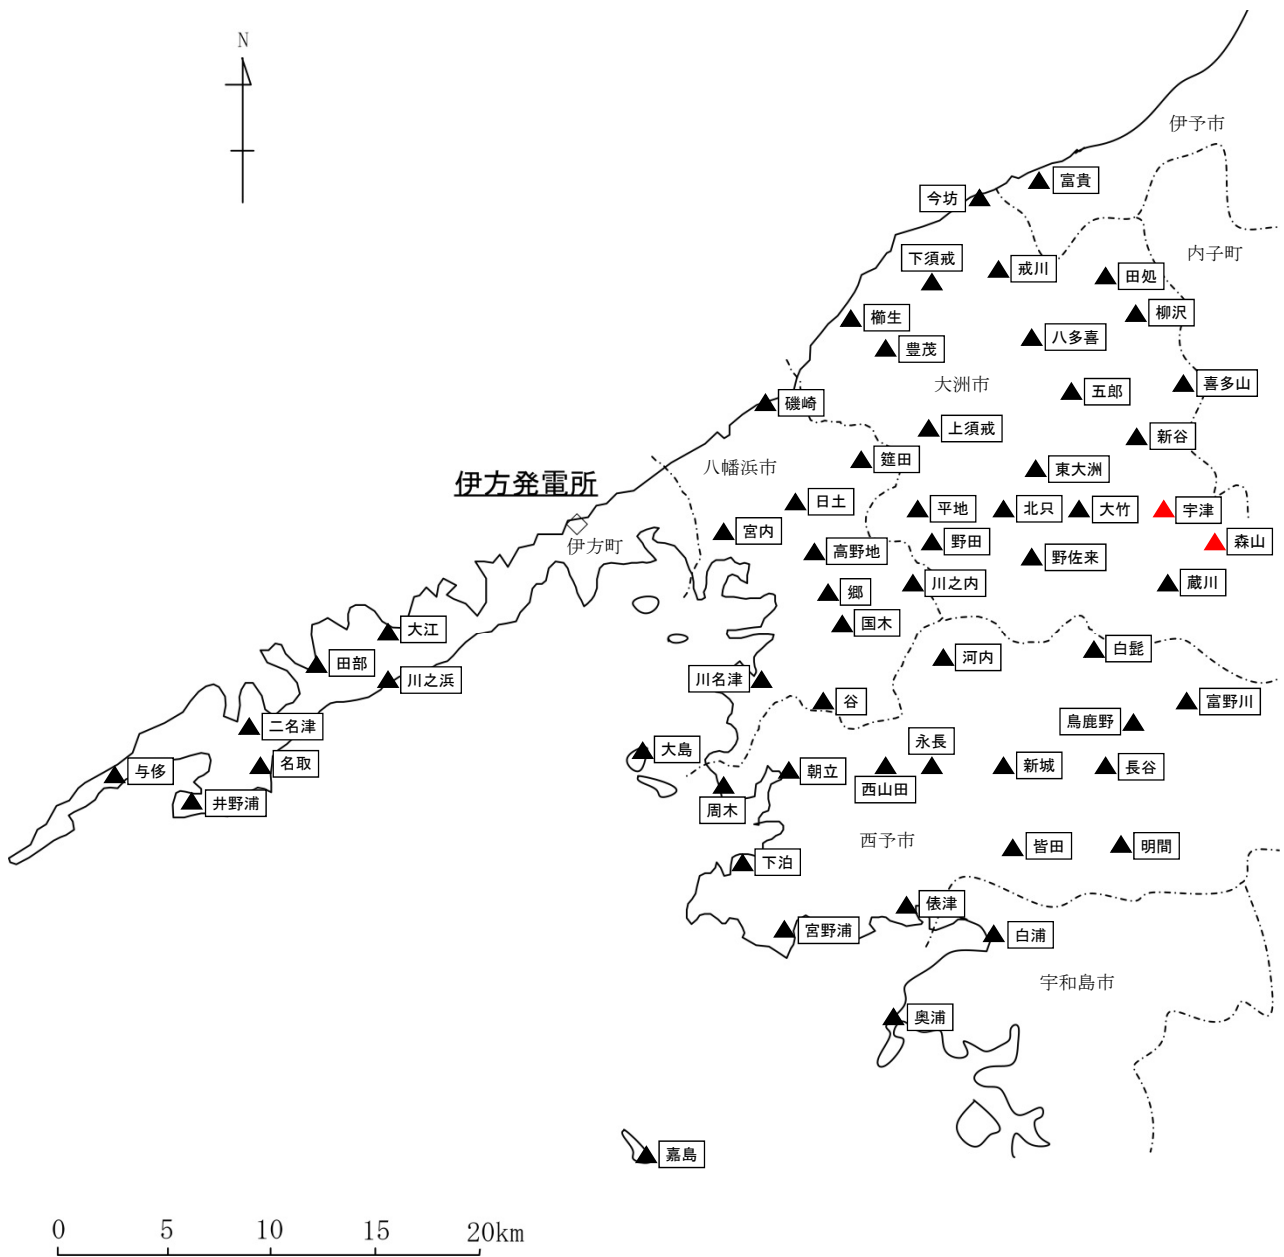 N
伊予市
富貴
今坊
内子町
下須戒
戒川
田処
柳沢
櫛生
八多喜
豊茂
大洲市
喜多山
五郎
磯崎
上須戒
新谷
筵田
八幡浜市
東大洲
伊方発電所
日土
平地
北只
大竹
宇津
宮内
伊方町
高野地
野田
野佐来
森山
郷
川之内
蔵川
国木
大江
田部
川之浜
川名津
河内
白髭
谷
富野川
鳥鹿野
二名津
大島
永長
与侈
名取
朝立
西山田
新城
長谷
井野浦
周木
西予市
皆田
明間
下泊
俵津
宮野浦
白浦
宇和島市
奥浦
嘉島
0 5 10 15 20km